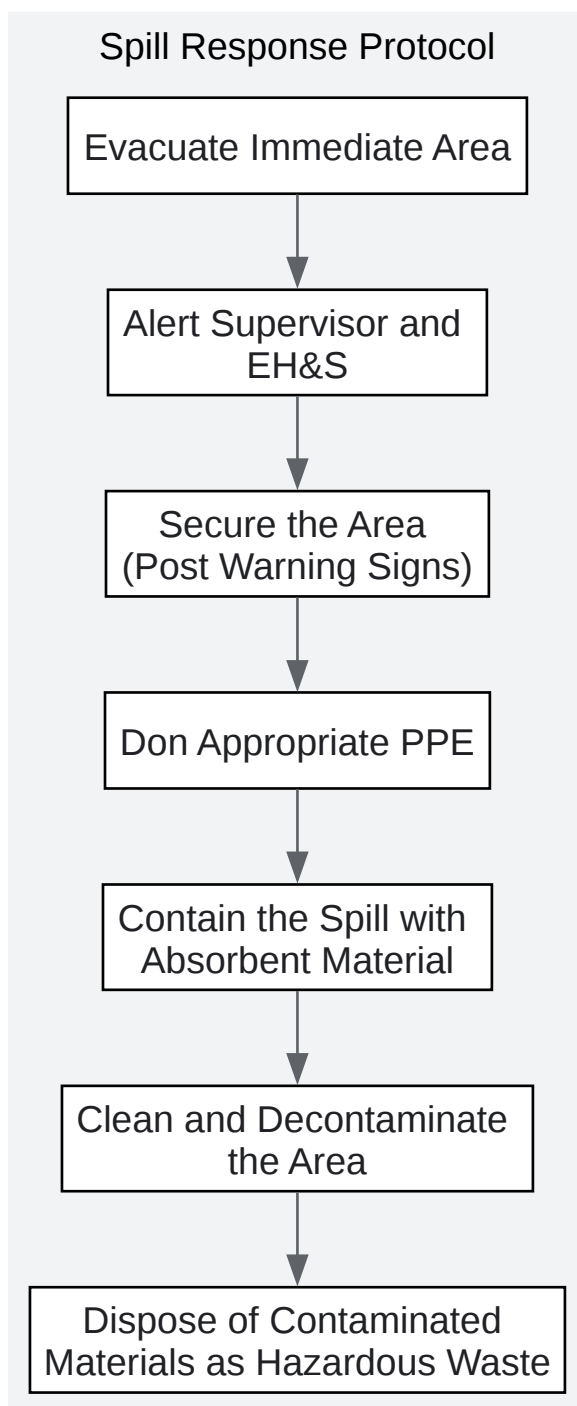 Spill Response Protocol
Evacuate Immediate Area
Alert Supervisor and
EH&S
Secure the Area
(Post Warning Signs)
Don Appropriate PPE
Contain the Spill with
Absorbent Material
Clean and Decontaminate
the Area
Dispose of Contaminated
Materials as Hazardous Waste